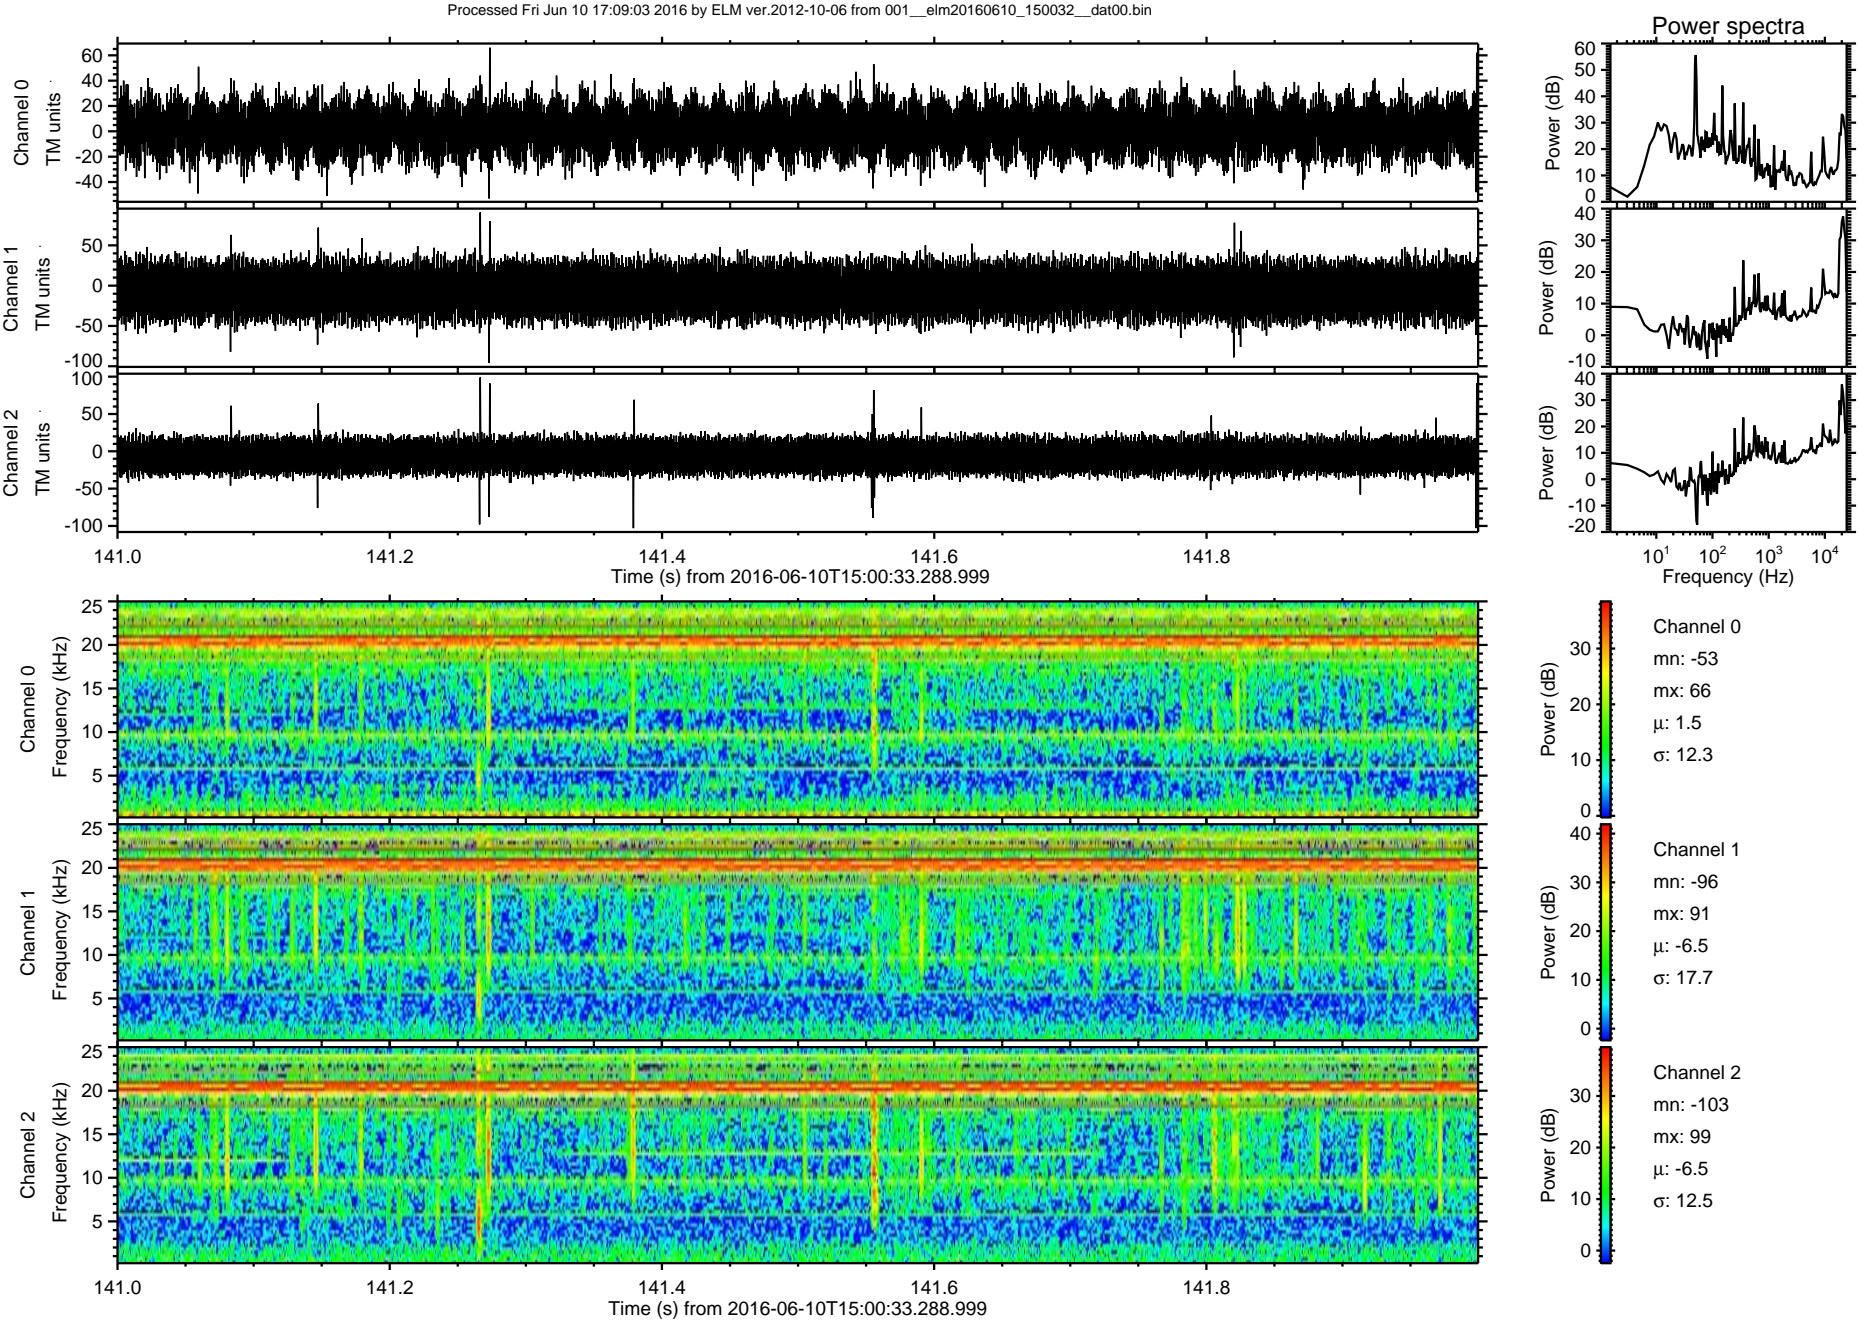 Processed Fri Jun 10 17:09:03 2016 by ELM ver.2012-10-06 from 001__elm20160610_150032__dat00.bin
Power spectra
Channel 0
TM units
60
40
20
0
-20
-40
Power (dB)
60
50
40
30
20
10
0
Channel 1
TM units
50
0
-50
-100
Power (dB)
40
30
20
10
0
-10
Channel 2
TM units
100
50
0
-50
-100
Power (dB)
40
30
20
10
0
-10
-20
141.0 141.2 141.4 141.6 141.8
Time (s) from 2016-06-10T15:00:33.288.999
10¹ 10² 10³ 10⁴
Frequency (Hz)
Channel 0
Frequency (kHz)
25
20
15
10
5
Power (dB)
30
20
10
0
Channel 0
mn: -53
mx: 66
μ: 1.5
σ: 12.3
Channel 1
Frequency (kHz)
25
20
15
10
5
Power (dB)
40
30
20
10
0
Channel 1
mn: -96
mx: 91
μ: -6.5
σ: 17.7
Channel 2
Frequency (kHz)
25
20
15
10
5
Power (dB)
30
20
10
0
Channel 2
mn: -103
mx: 99
μ: -6.5
σ: 12.5
141.0 141.2 141.4 141.6 141.8
Time (s) from 2016-06-10T15:00:33.288.999